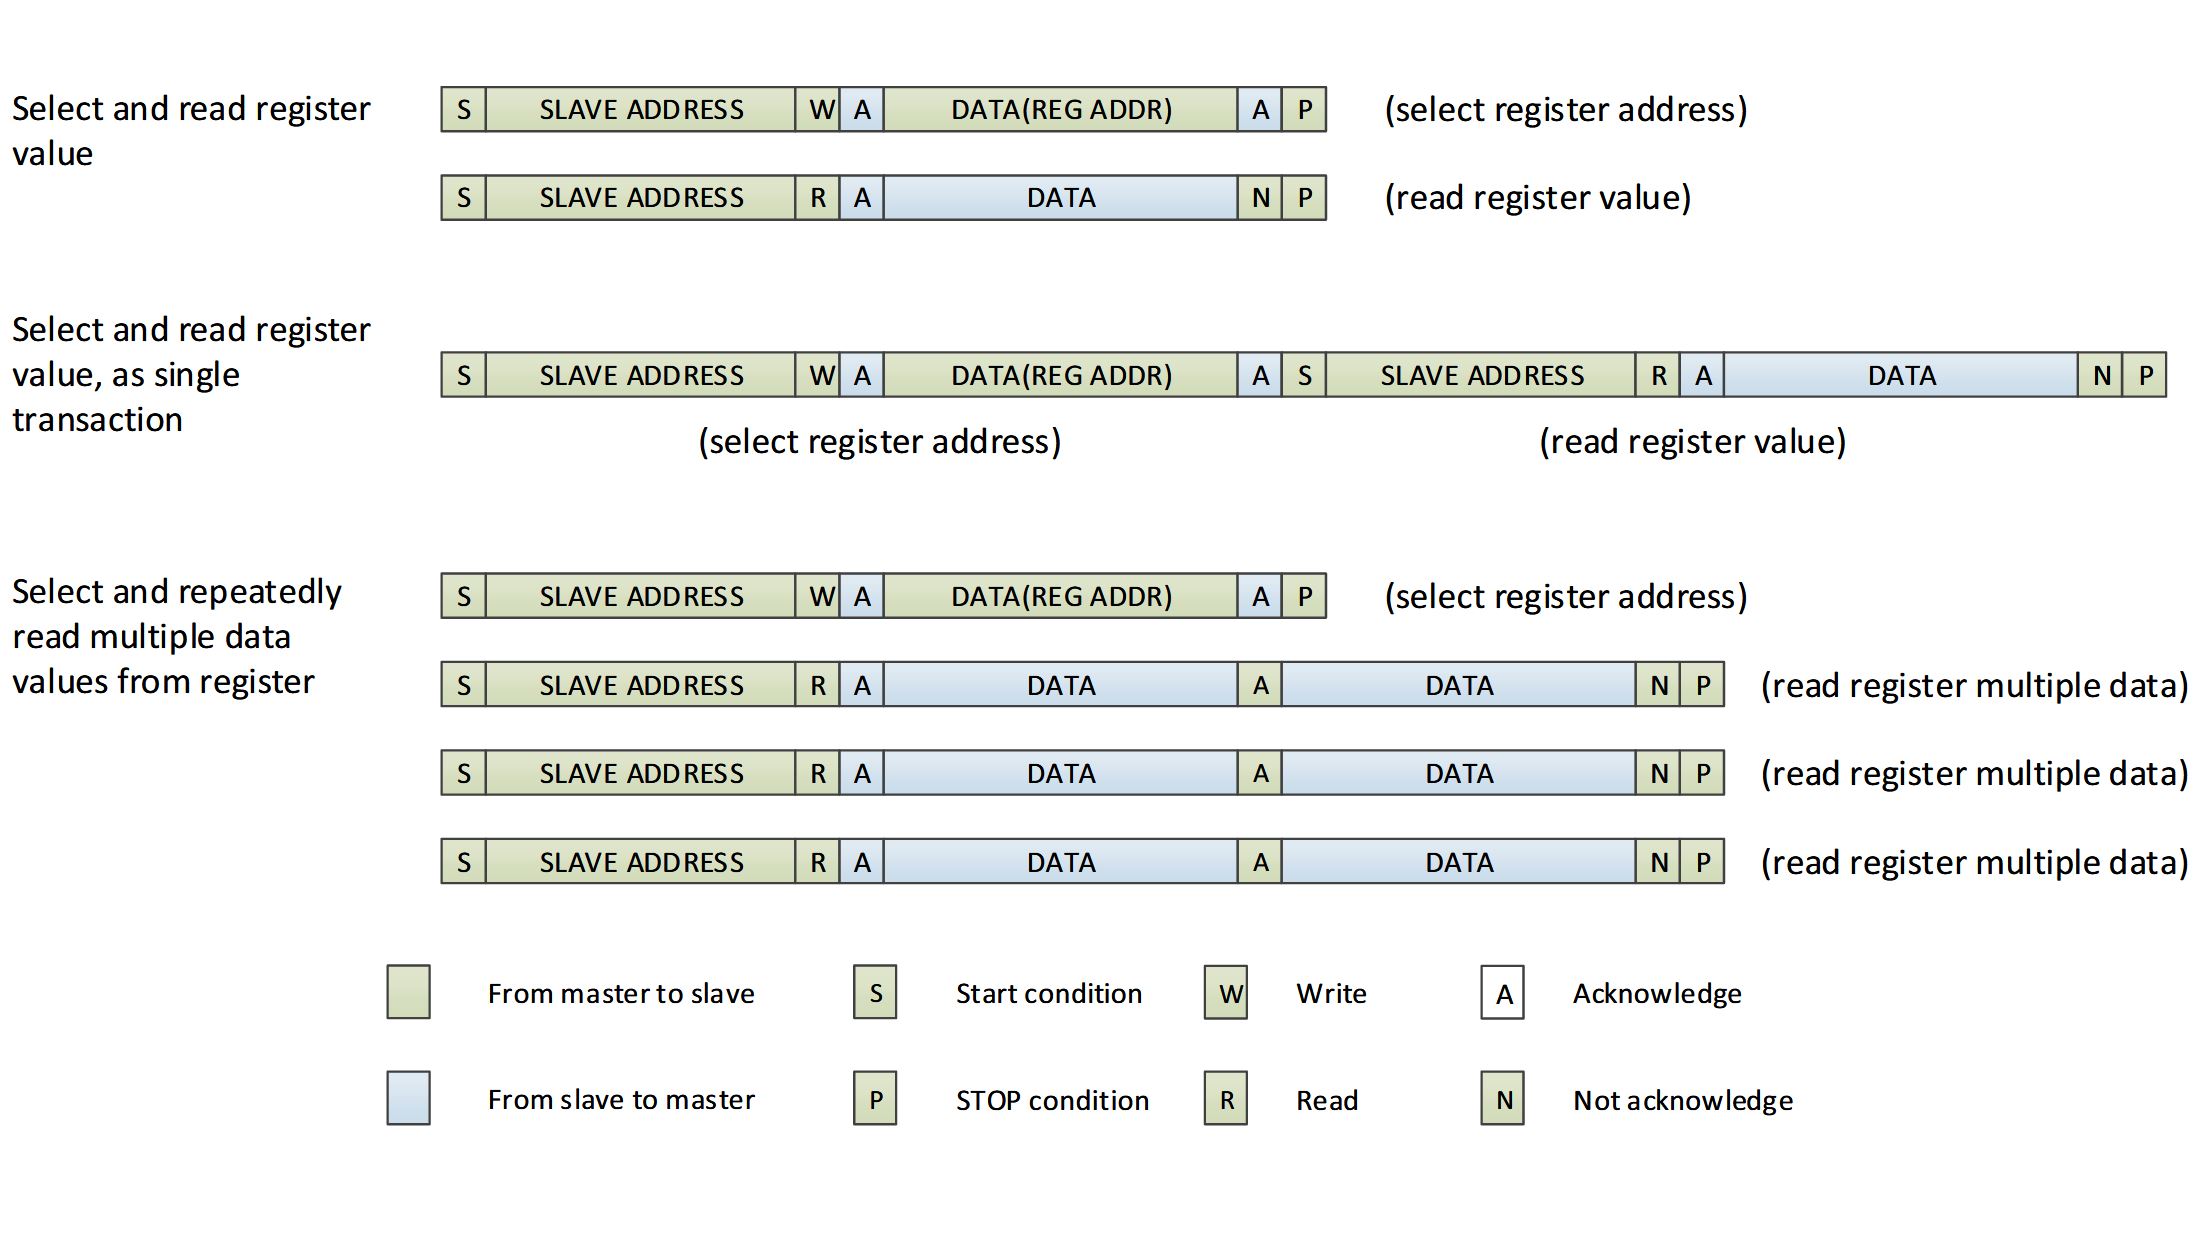 Select and read register
value
S SLAVE ADDRESS W A DATA(REG ADDR) A P (select register address)
S SLAVE ADDRESS R A DATA N P (read register value)
Select and read register
value, as single
transaction
S SLAVE ADDRESS W A DATA(REG ADDR) A S SLAVE ADDRESS R A DATA N P
(select register address) (read register value)
Select and repeatedly
read multiple data
values from register
S SLAVE ADDRESS W A DATA(REG ADDR) A P (select register address)
S SLAVE ADDRESS R A DATA A DATA N P (read register multiple data)
S SLAVE ADDRESS R A DATA A DATA N P (read register multiple data)
S SLAVE ADDRESS R A DATA A DATA N P (read register multiple data)
From master to slave S Start condition W Write A Acknowledge
From slave to master P STOP condition R Read N Not acknowledge